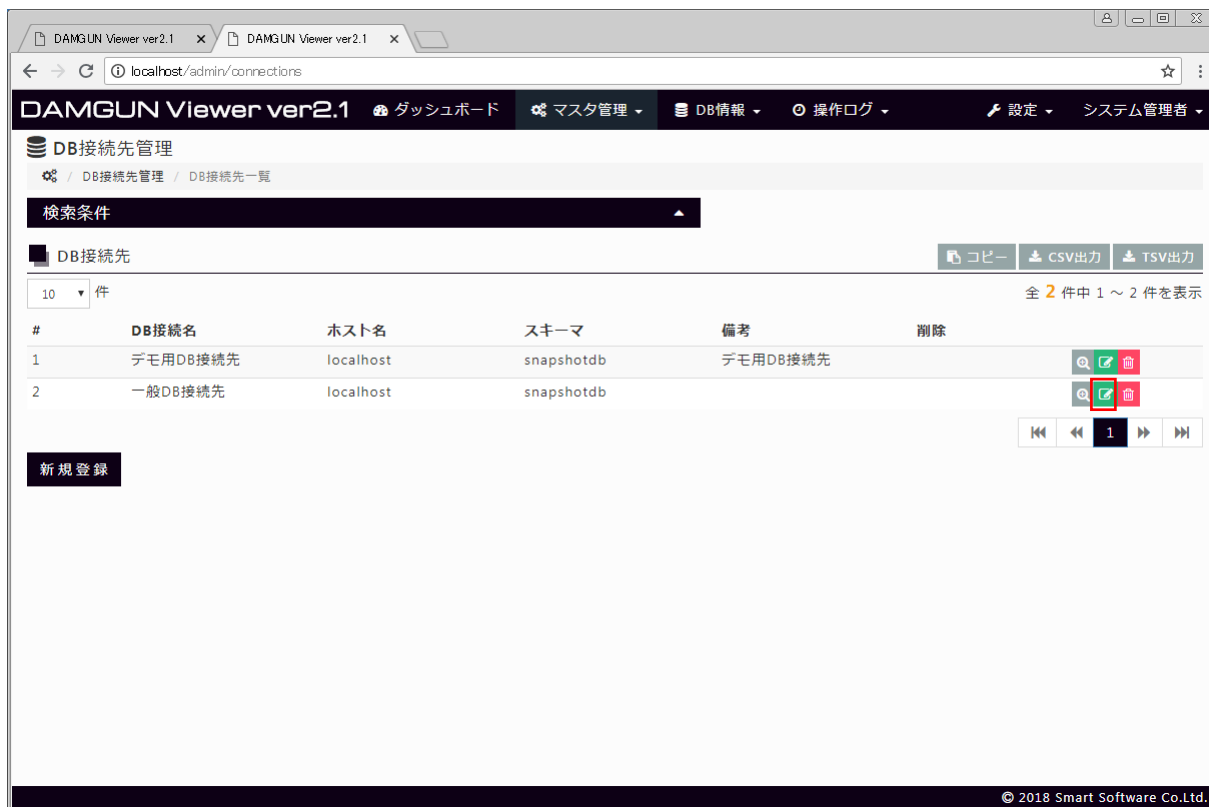 DAMGUN Viewer ver2.1 DAMGUN Viewer ver2.1
localhost/admin/connections
DAMGUN Viewer ver2.1 ダッシュボード マスタ管理 DB情報 操作ログ 設定 システム管理者
DB接続先管理
/ DB接続先管理 / DB接続先一覧
検索条件
DB接続先 コピー CSV出力 TSV出力
10 件 全 2 件中 1 ～ 2 件を表示
# DB接続名 ホスト名 スキーマ 備考 削除
1 デモ用DB接続先 localhost snapshotdb デモ用DB接続先
2 一般DB接続先 localhost snapshotdb
1
新規登録
© 2018 Smart Software Co.Ltd.